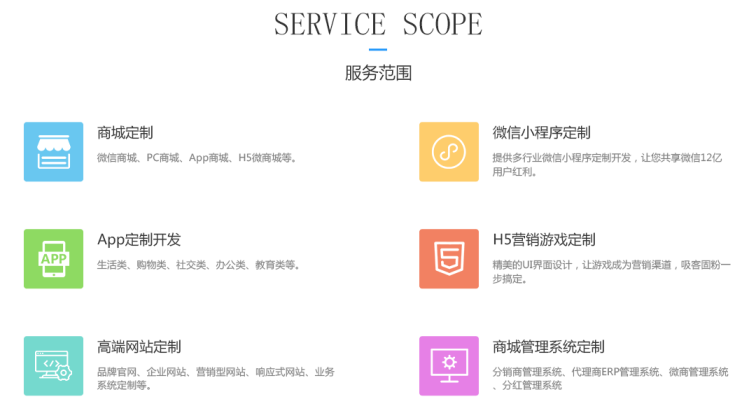 SERVICE SCOPE
服务范围
商城定制
微信商城、PC商城、App商城、H5微商城等。
微信小程序定制
提供多行业微信小程序定制开发，让您共享微信12亿
用户红利。
APP
App定制开发
生活类、购物类、社交类、办公类、教育类等。
H5营销游戏定制
精美的UI界面设计，让游戏成为营销渠道，吸客固粉一
步搞定。
高端网站定制
品牌官网、企业网站、营销型网站、响应式网站、业务
系统定制等。
商城管理系统定制
分销商管理系统、代理商ERP管理系统、微商管理系统
、分红管理系统